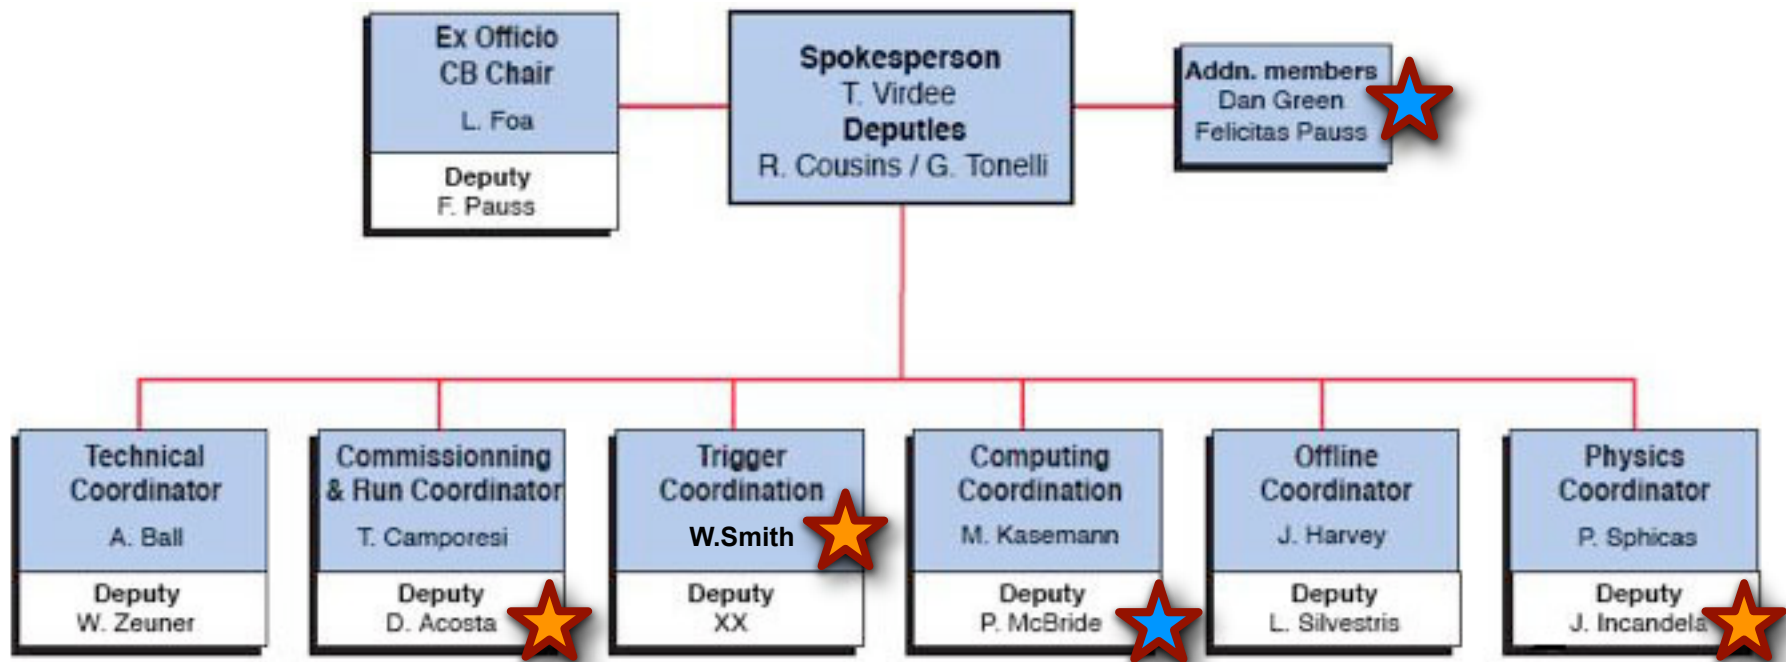 Ex Officio
CB Chair
L. Foa
Deputy
F. Pauss
Spokesperson
T. Virdee
Deputies
R. Cousins / G. Tonelli
Addn. members
Dan Green
Felicitas Pauss
Technical
Coordinator
A. Ball
Deputy
W. Zeuner
Commissionning
& Run Coordinator
T. Camporesi
Deputy
D. Acosta
Trigger
Coordination
W.Smith
Deputy
XX
Computing
Coordination
M. Kasemann
Deputy
P. McBride
Offline
Coordinator
J. Harvey
Deputy
L. Silvestris
Physics
Coordinator
P. Sphicas
Deputy
J. Incandela